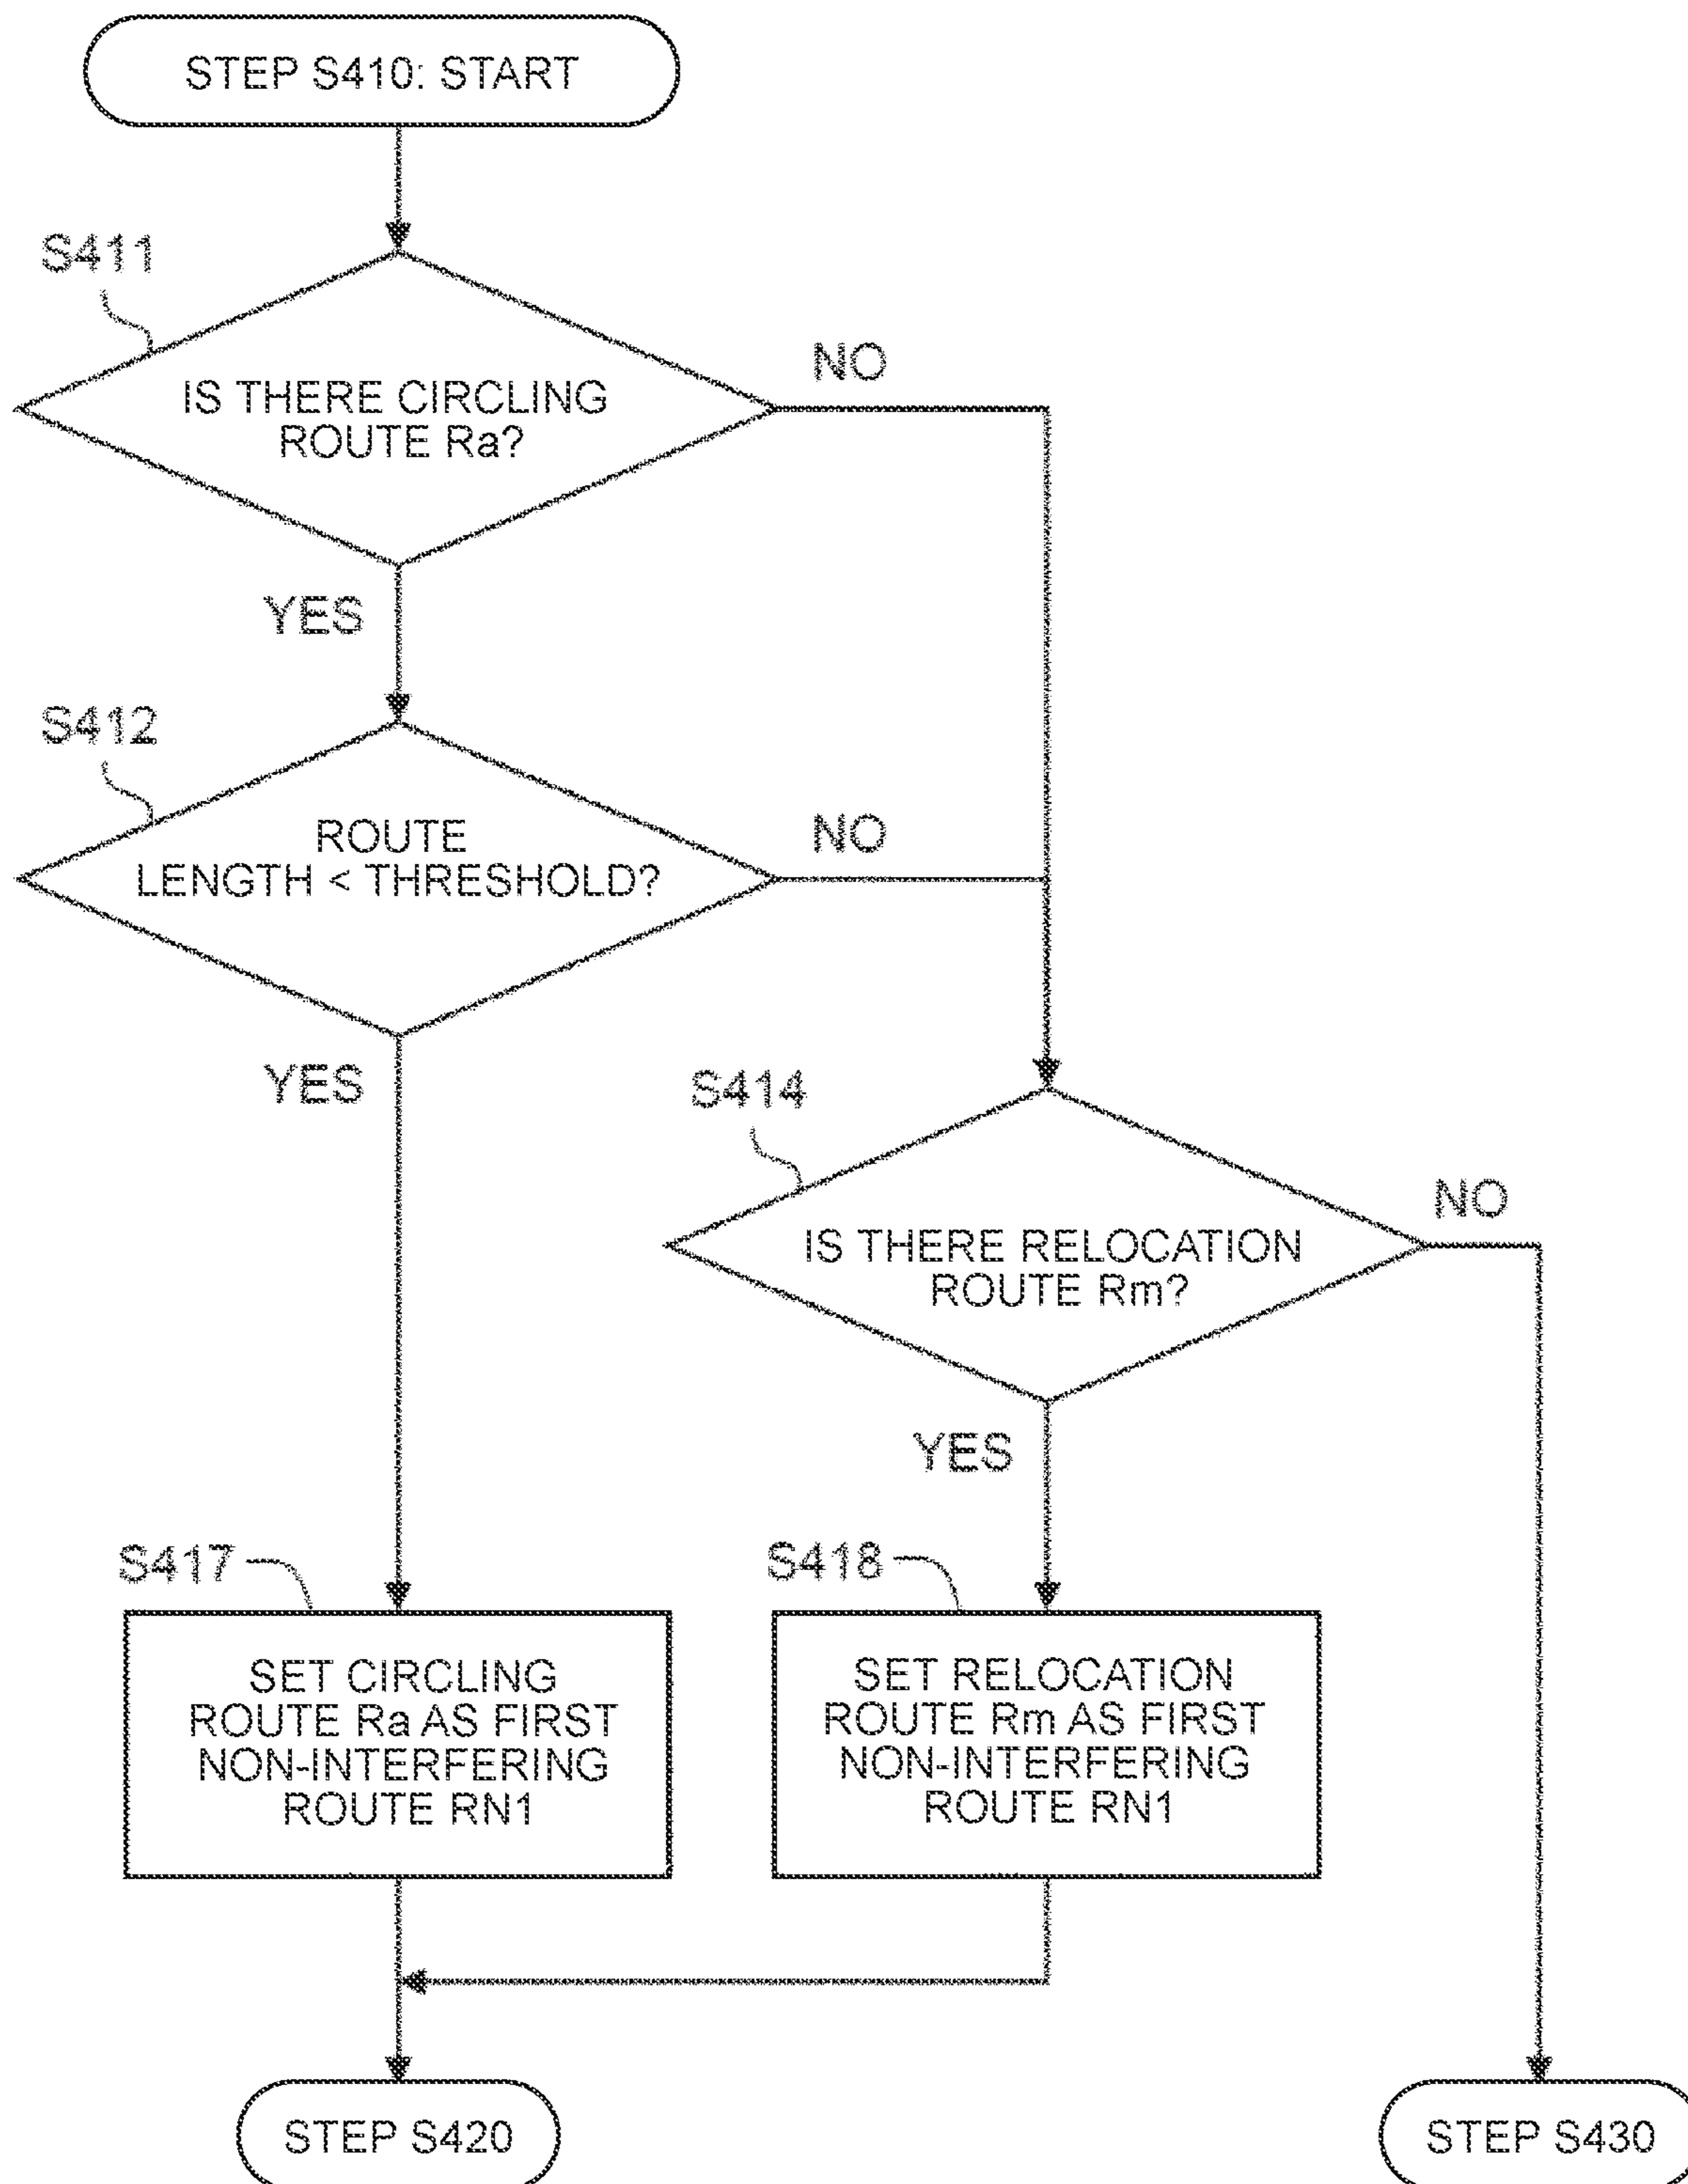 STEP S410: START
S411
IS THERE CIRCLING
ROUTE Ra?
NO
YES
S412
ROUTE
LENGTH < THRESHOLD?
NO
YES
S414
IS THERE RELOCATION
ROUTE Rm?
NO
YES
S417
SET CIRCLING
ROUTE Ra AS FIRST
NON-INTERFERING
ROUTE RN1
S418
SET RELOCATION
ROUTE Rm AS FIRST
NON-INTERFERING
ROUTE RN1
STEP S420
STEP S430